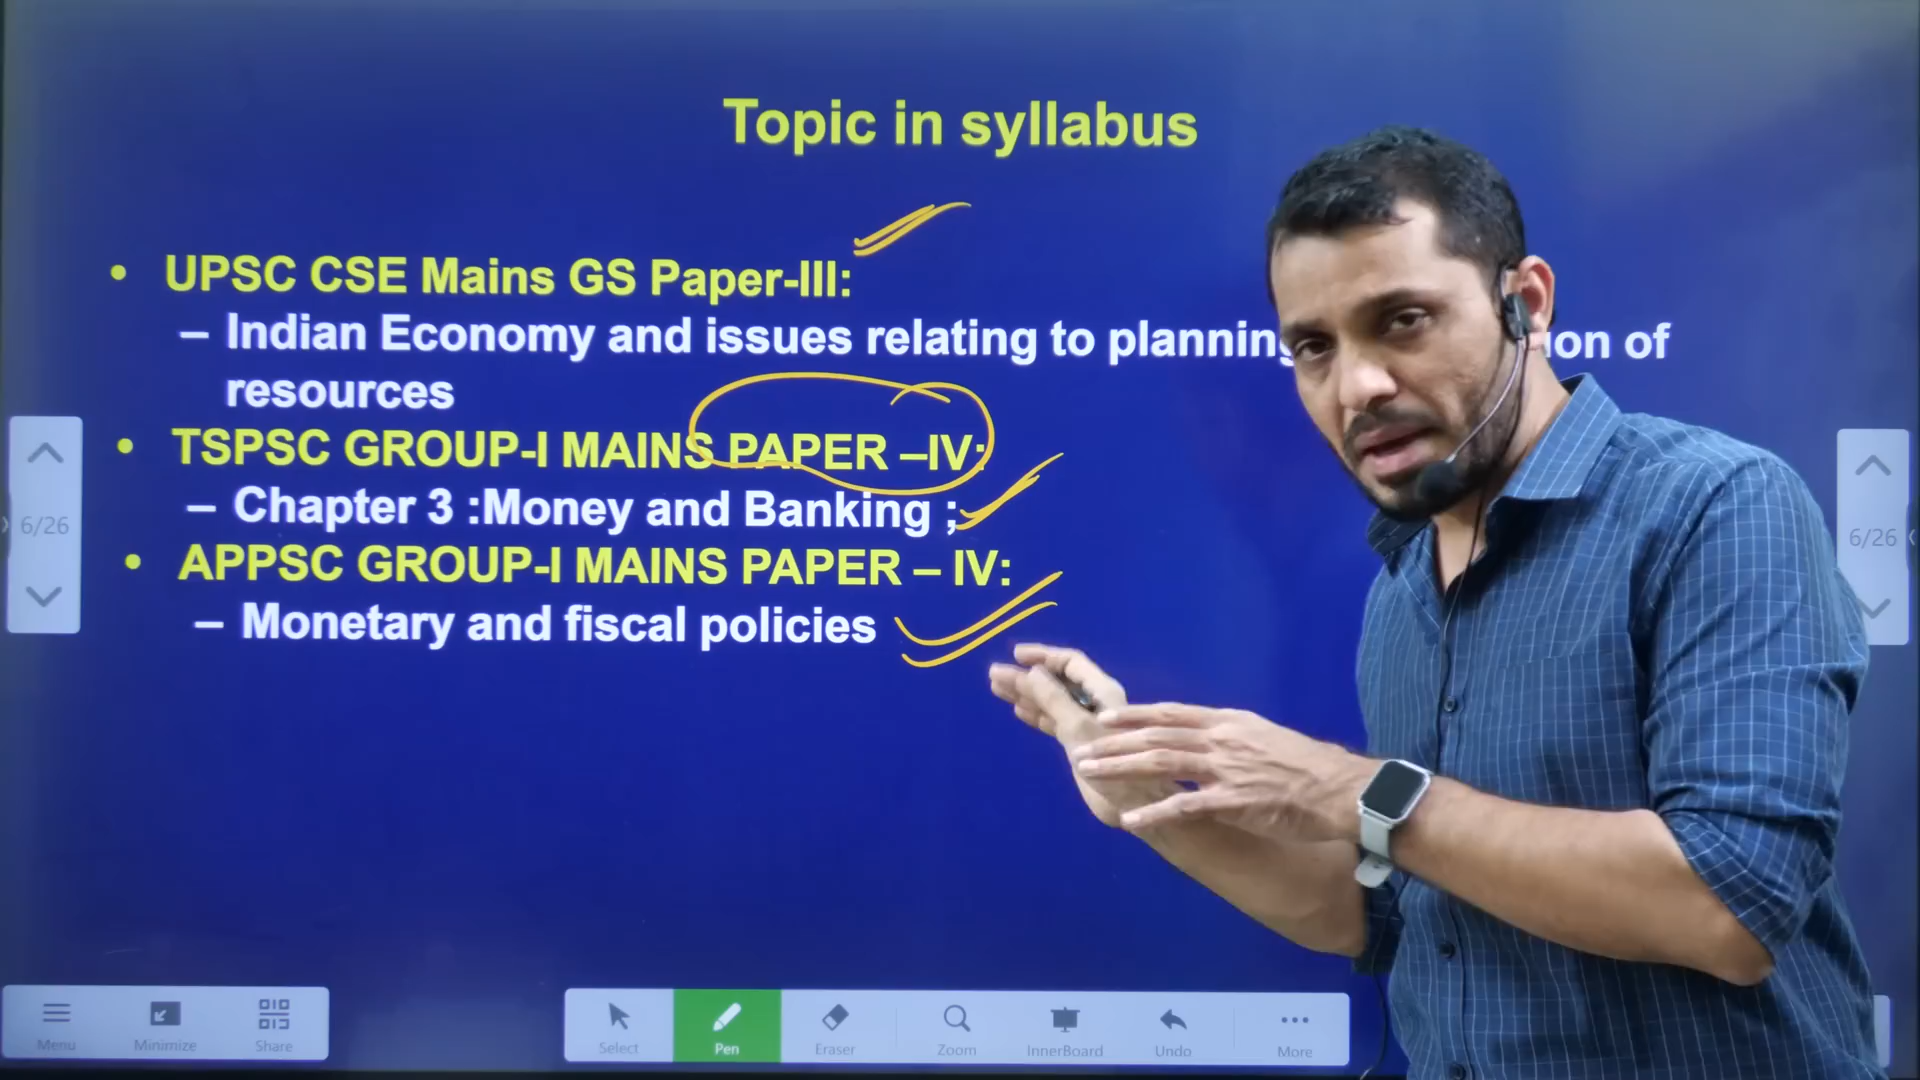 Topic in syllabus
• UPSC CSE Mains GS Paper-III:
– Indian Economy and issues relating to planning
ion of
resources
• TSPSC GROUP-I MAINS PAPER –IV:
– Chapter 3 :Money and Banking ;
• APPSC GROUP-I MAINS PAPER – IV:
– Monetary and fiscal policies
6/26
6/26
Menu
Minimize
Share
Select
Pen
Eraser
Zoom
InnerBoard
Undo
More